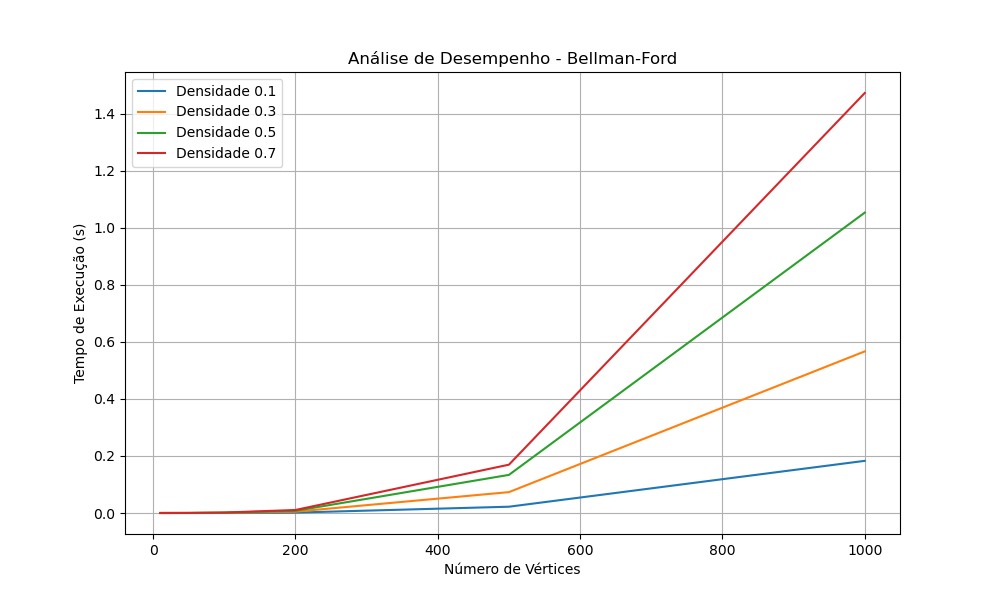 Análise de Desempenho - Bellman-Ford
Densidade 0.1
Densidade 0.3
Densidade 0.5
Densidade 0.7
Tempo de Execução (s)
1.4
1.2
1.0
0.8
0.6
0.4
0.2
0.0
0 200 400 600 800 1000
Número de Vértices